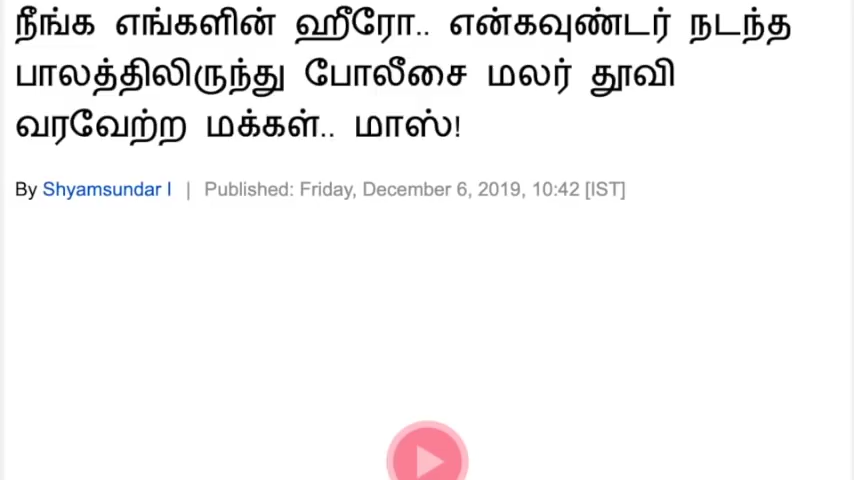 நீங்க எங்களின் ஹீரோ.. என்கவுண்டர் நடந்த
பாலத்திலிருந்து போலீசை மலர் தூவி
வரவேற்ற மக்கள்.. மாஸ்!
By Shyamsundar I | Published: Friday, December 6, 2019, 10:42 [IST]